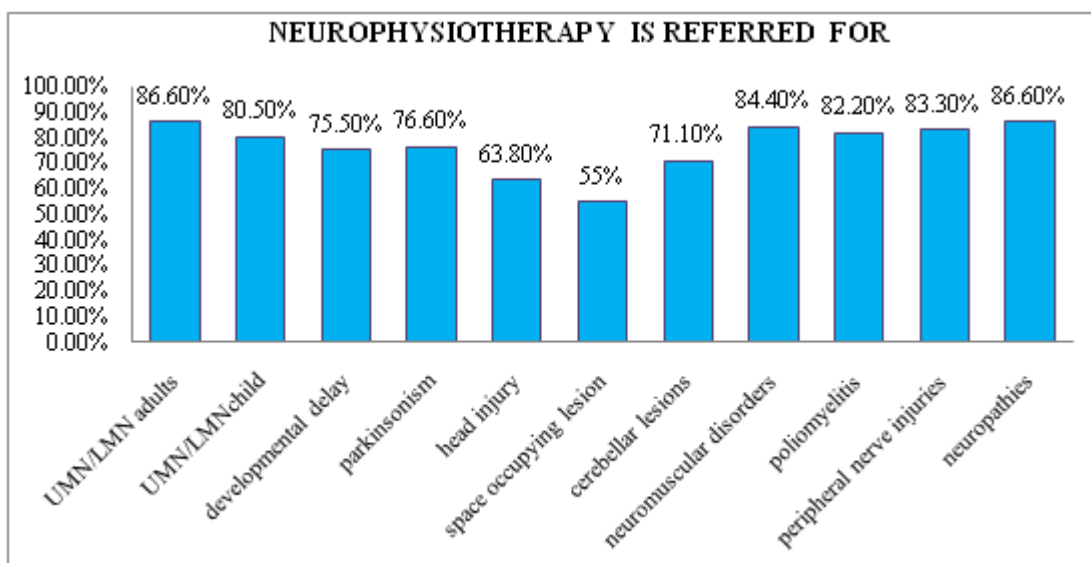 NEUROPHYSIOTHERAPY IS REFERRED FOR
100.00%
90.00%
80.00%
70.00%
60.00%
50.00%
40.00%
30.00%
20.00%
10.00%
0.00%
86.60%
80.50%
75.50%
76.60%
63.80%
55%
71.10%
84.40%
82.20%
83.30%
86.60%
UMN/LMN adults
UMN/LMNchild
developmental delay
parkinsonism
head injury
space occupying lesion
cerebellar lesions
neuromuscular disorders
poliomyelitis
peripheral nerve injuries
neuropathies